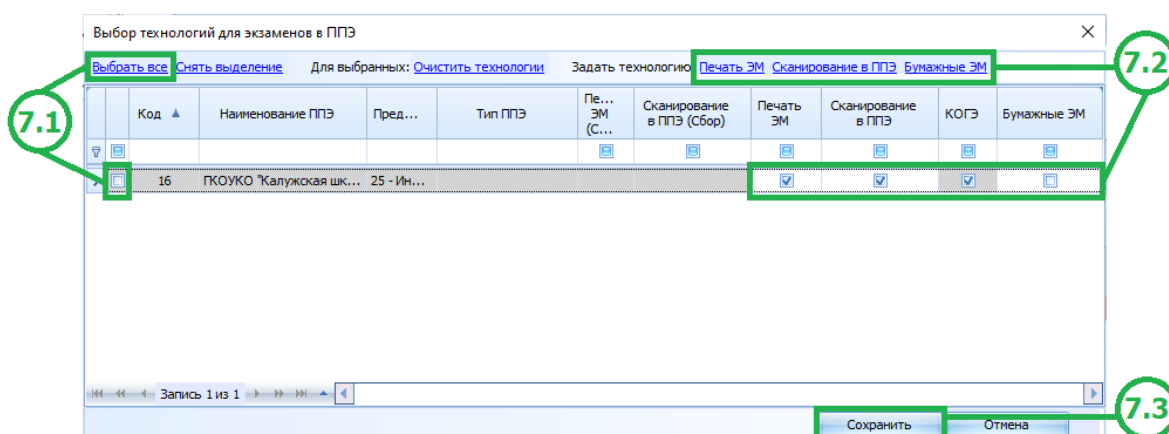 Выбор технологий для экзаменов в ППЭ
Выбрать все Снять выделение Для выбранных: Очистить технологии Задать технологию Печать ЭМ Сканирование в ППЭ Бумажные ЭМ
7.2
7.1
Код Наименование ППЭ Пред... Тип ППЭ Пе... ЭМ (С... Сканирование в ППЭ (Сбор) Печать ЭМ Сканирование в ППЭ КОГЭ Бумажные ЭМ
16 ГКОУКО "Калужская шк... 25 - Ин...
Запись 1 из 1
7.3
Сохранить Отмена